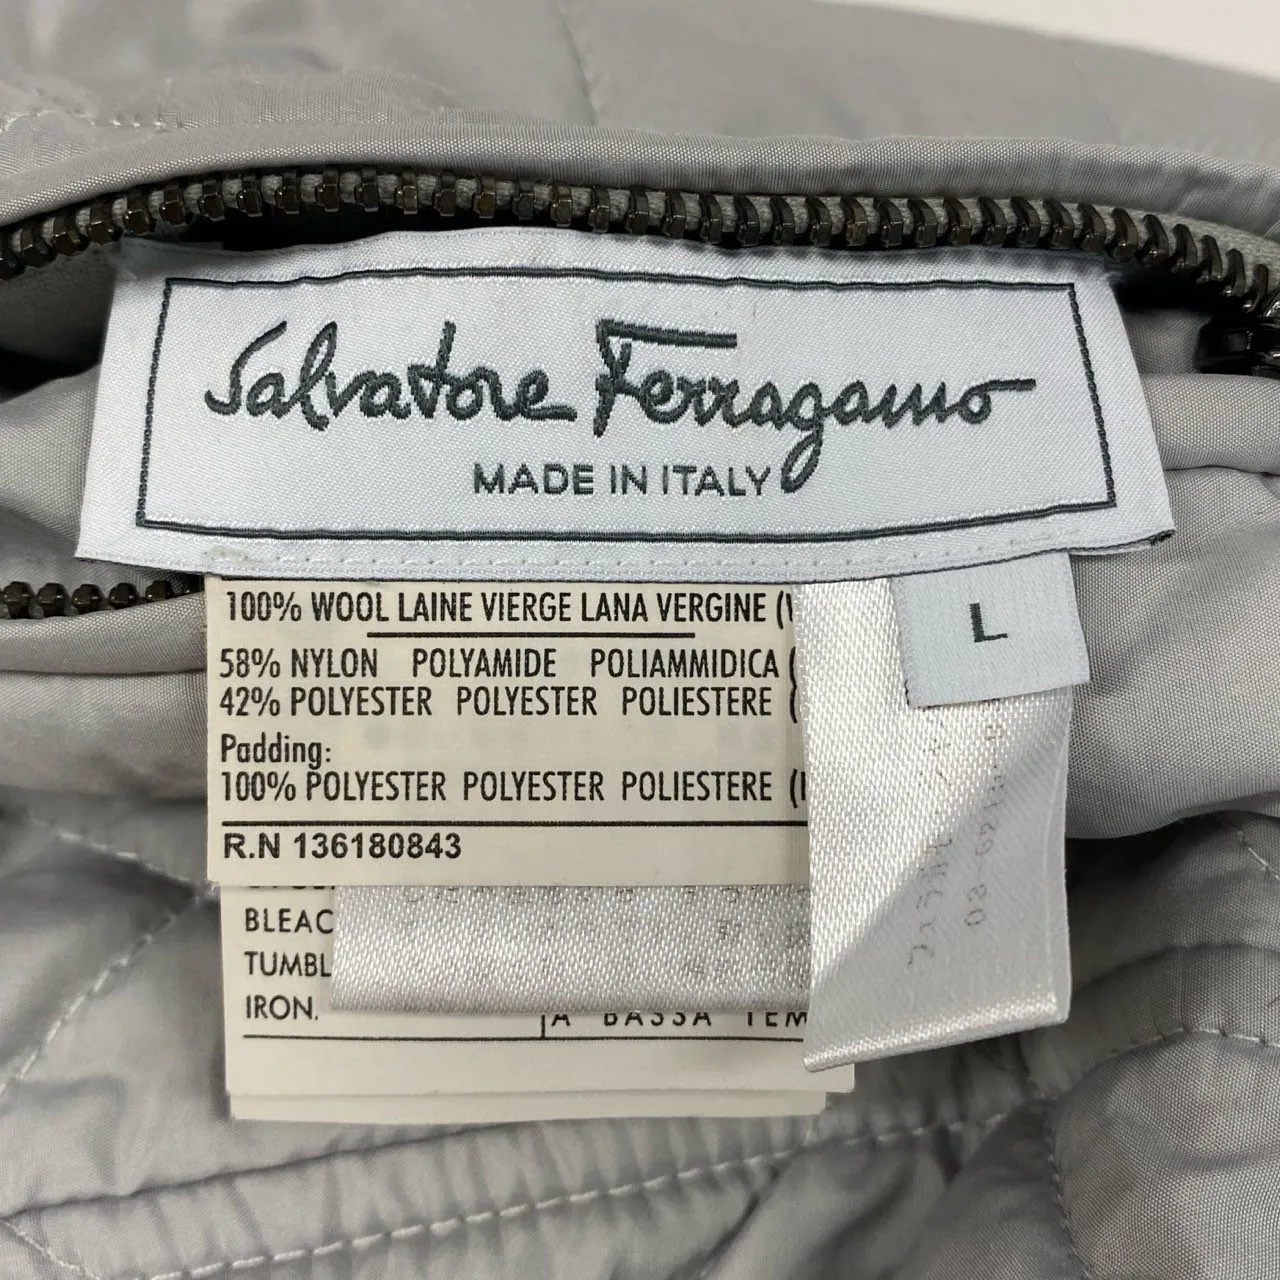 Salvatore Ferragamo
MADE IN ITALY
L
100% WOOL LAINE VIERGE LANA VERGINE (
58% NYLON POLYAMIDE POLIAMMIDICA (
42% POLYESTER POLYESTER POLIESTERE (
Padding:
100% POLYESTER POLYESTER POLIESTERE (
R.N 136180843
BLEAC
TUMBL
IRON.
A BASSA TEM